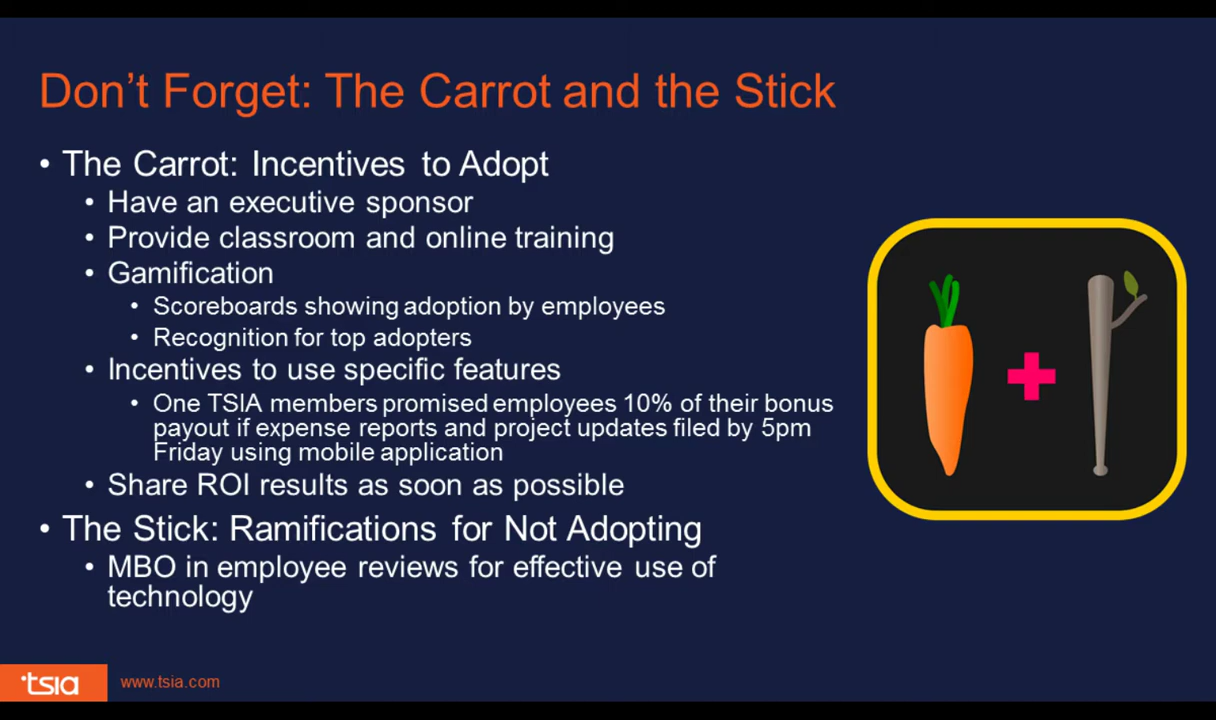 Don't Forget: The Carrot and the Stick
• The Carrot: Incentives to Adopt
• Have an executive sponsor
• Provide classroom and online training
• Gamification
• Scoreboards showing adoption by employees
• Recognition for top adopters
• Incentives to use specific features
• One TSIA members promised employees 10% of their bonus
payout if expense reports and project updates filed by 5pm
Friday using mobile application
• Share ROI results as soon as possible
• The Stick: Ramifications for Not Adopting
• MBO in employee reviews for effective use of
technology
tsia
www.tsia.com